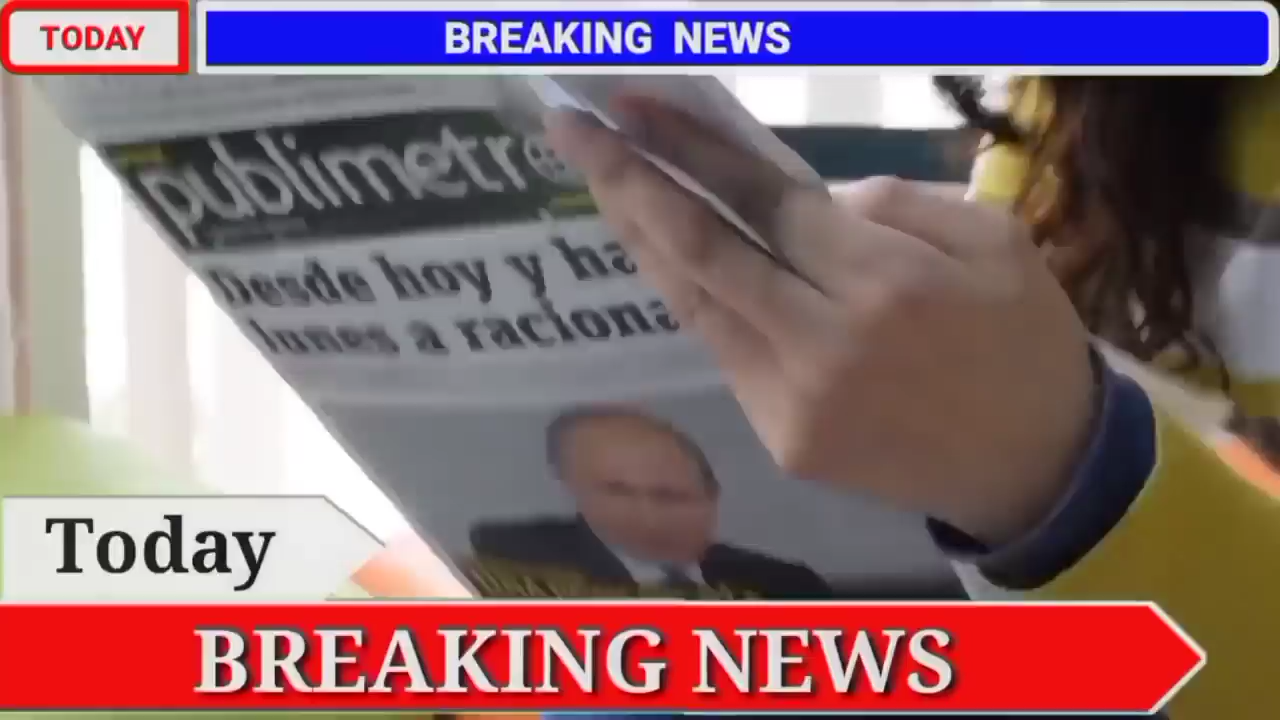 TODAY
BREAKING NEWS
publimetro
Desde hoy y ha
lunes a raciona
Today
BREAKING NEWS